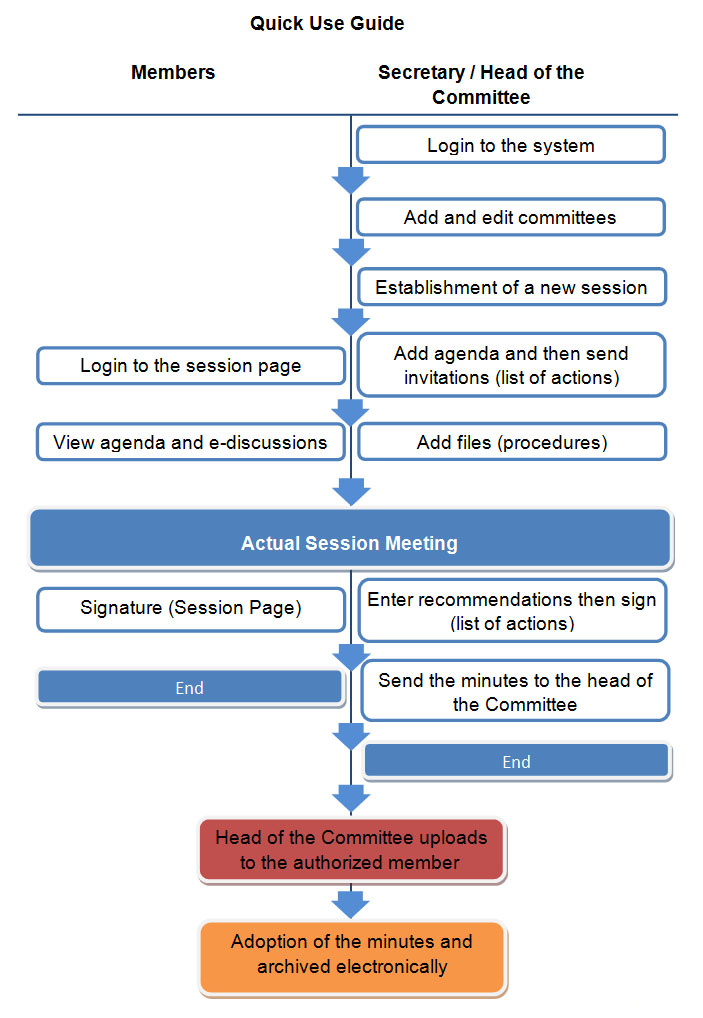 Quick Use Guide
Members
Secretary / Head of the
Committee
Login to the system
Add and edit committees
Establishment of a new session
Login to the session page
Add agenda and then send
invitations (list of actions)
View agenda and e-discussions
Add files (procedures)
Actual Session Meeting
Signature (Session Page)
Enter recommendations then sign
(list of actions)
End
Send the minutes to the head of
the Committee
End
Head of the Committee uploads
to the authorized member
Adoption of the minutes and
archived electronically